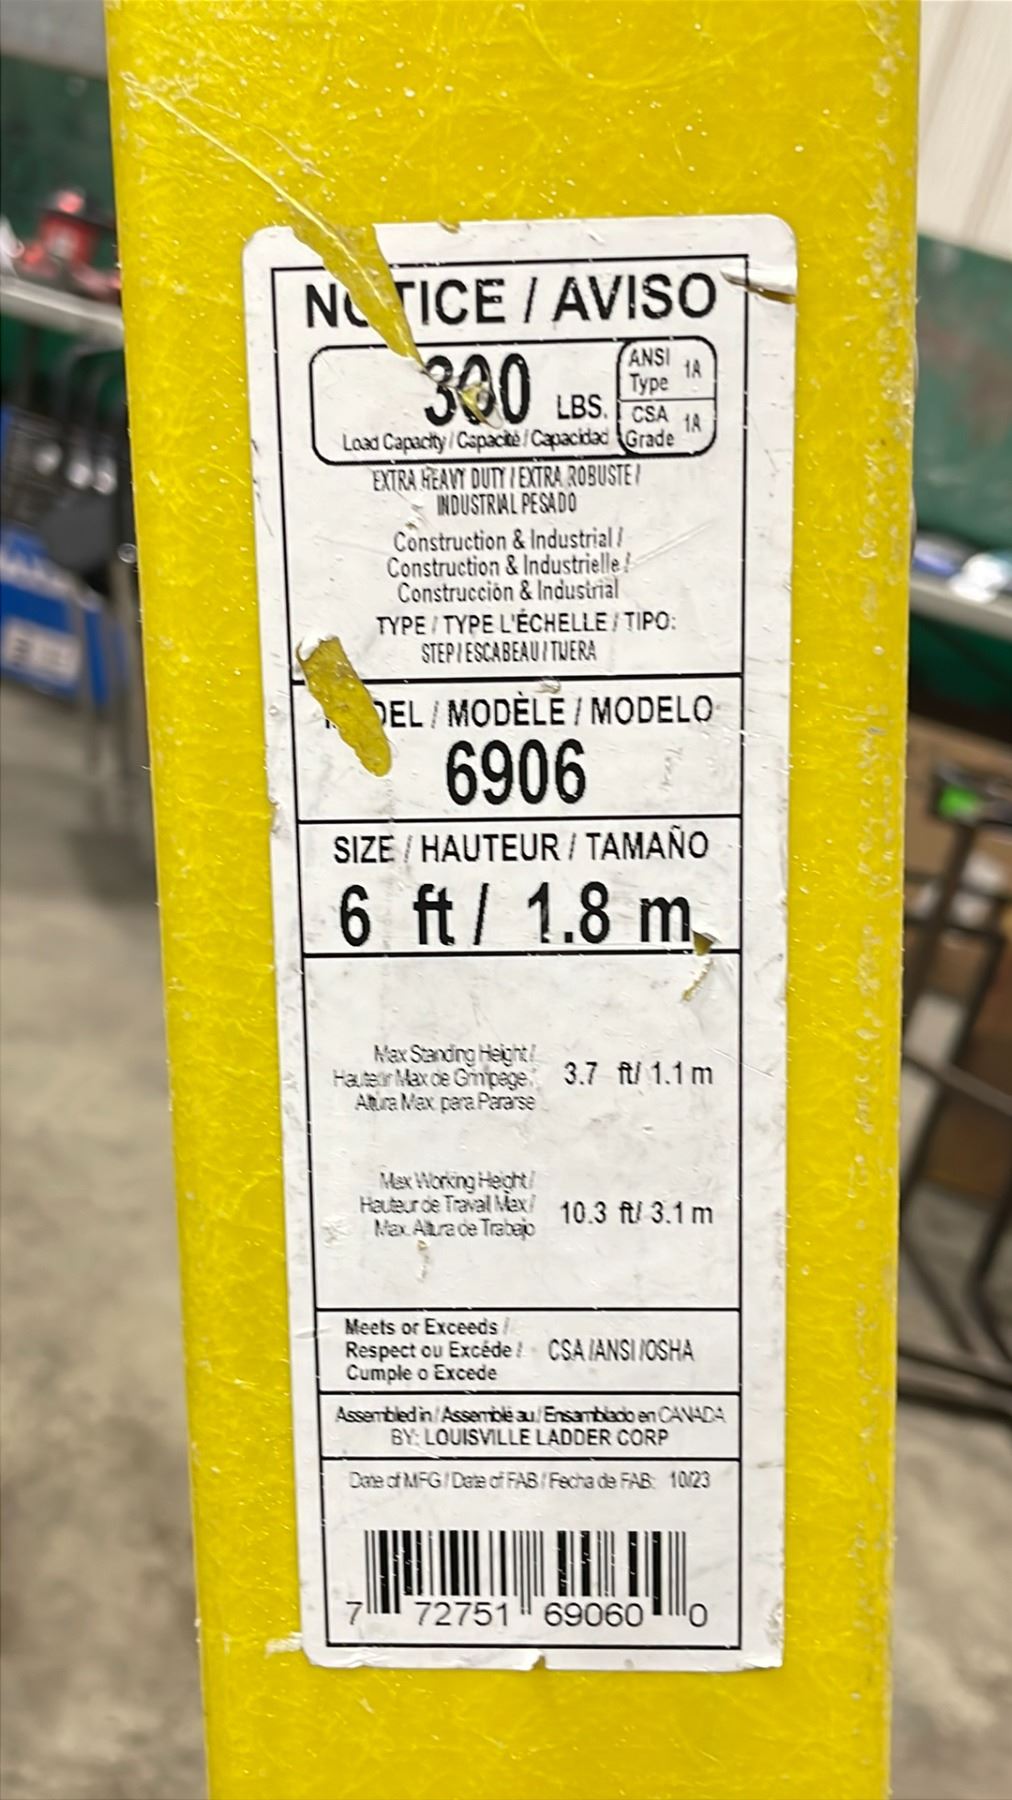 NOTICE / AVISO
300 LBS.
Load Capacity / Capacité / Capacidad
ANSI Type 1A
CSA Grade 1A
EXTRA HEAVY DUTY / EXTRA ROBUSTE /
INDUSTRIAL PESADO
Construction & Industrial /
Construction & Industrielle /
Construcción & Industrial
TYPE / TYPE L'ÉCHELLE / TIPO:
STEP / ESCABEAU / TIJERA
MODEL / MODÈLE / MODELO
6906
SIZE / HAUTEUR / TAMAÑO
6 ft / 1.8 m
Max Standing Height /
Hauteur Max de Grimpage /
Altura Max. para Pararse
3.7 ft/ 1.1 m
Max Working Height /
Hauteur de Travail Max /
Max. Altura de Trabajo
10.3 ft/ 3.1 m
Meets or Exceeds /
Respect ou Excéde /
Cumple o Excede
CSA /ANSI /OSHA
Assembled in / Assemblé au / Ensamblado en CANADA
BY: LOUISVILLE LADDER CORP
Date of MFG / Date of FAB / Fecha de FAB: 10/23
7 72751 69060 0